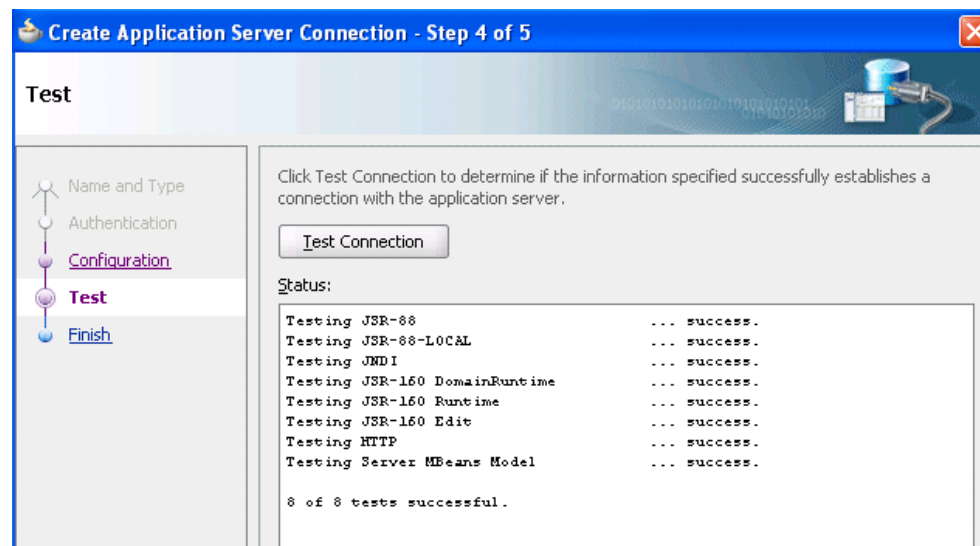 Create Application Server Connection - Step 4 of 5
Test
Name and Type
Authentication
Configuration
Test
Finish
Click Test Connection to determine if the information specified successfully establishes a
connection with the application server.
Test Connection
Status:
Testing JSR-88 ... success.
Testing JSR-88-LOCAL ... success.
Testing JNDI ... success.
Testing JSR-160 DomainRuntime ... success.
Testing JSR-160 Runtime ... success.
Testing JSR-160 Edit ... success.
Testing HTTP ... success.
Testing Server MBeans Model ... success.
8 of 8 tests successful.